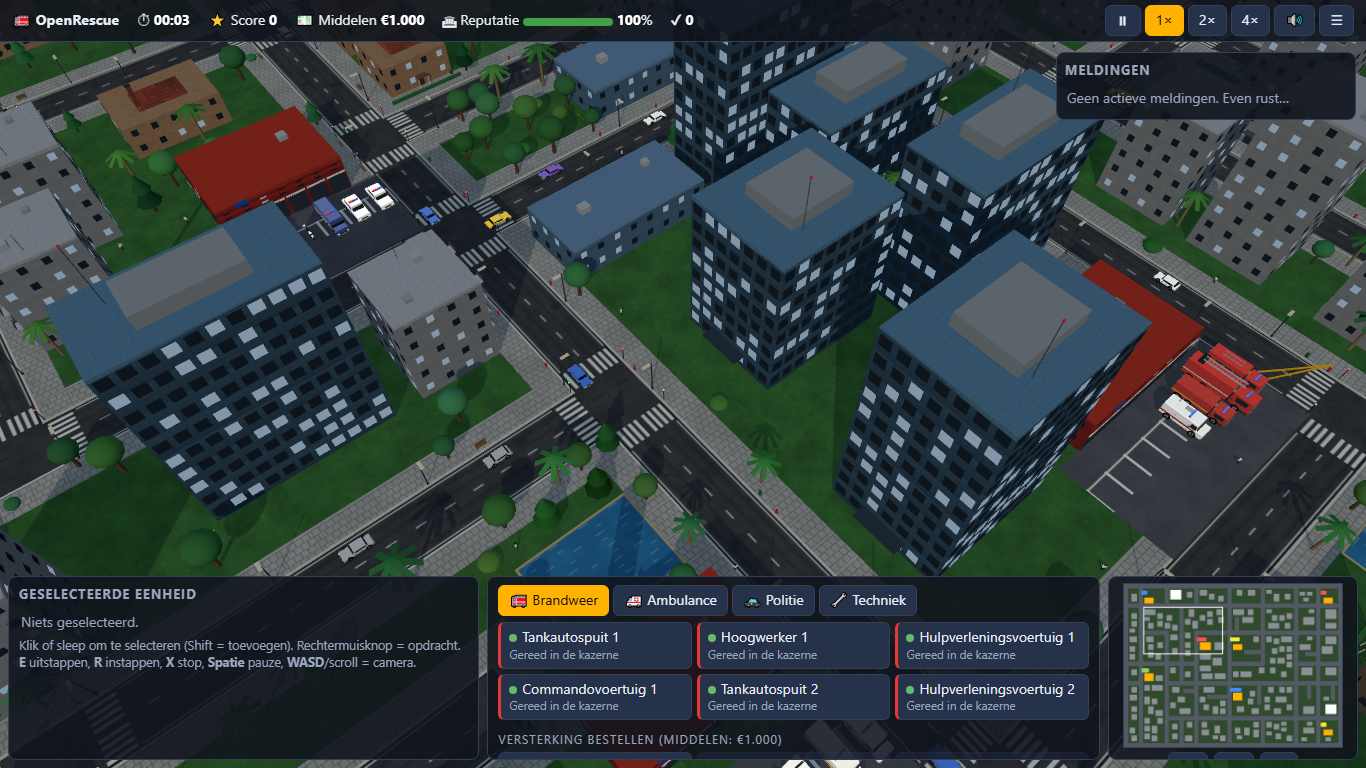 OpenRescue 00:03 Score 0 Middelen €1.000 Reputatie 100% ✓ 0 1× 2× 4×
MELDINGEN
Geen actieve meldingen. Even rust...
GESELECTEERDE EENHEID
Niets geselecteerd.
Klik of sleep om te selecteren (Shift = toevoegen). Rechtermuisknop = opdracht.
E uitstappen, R instappen, X stop, Spatie pauze, WASD/scroll = camera.
Brandweer Ambulance Politie Techniek
Tankautospuit 1 Hoogwerker 1 Hulpverleningsvoertuig 1
Gereed in de kazerne Gereed in de kazerne Gereed in de kazerne
Commandovoertuig 1 Tankautospuit 2 Hulpverleningsvoertuig 2
Gereed in de kazerne Gereed in de kazerne Gereed in de kazerne
VERSTERKING BESTELLEN (MIDDELEN: €1.000)